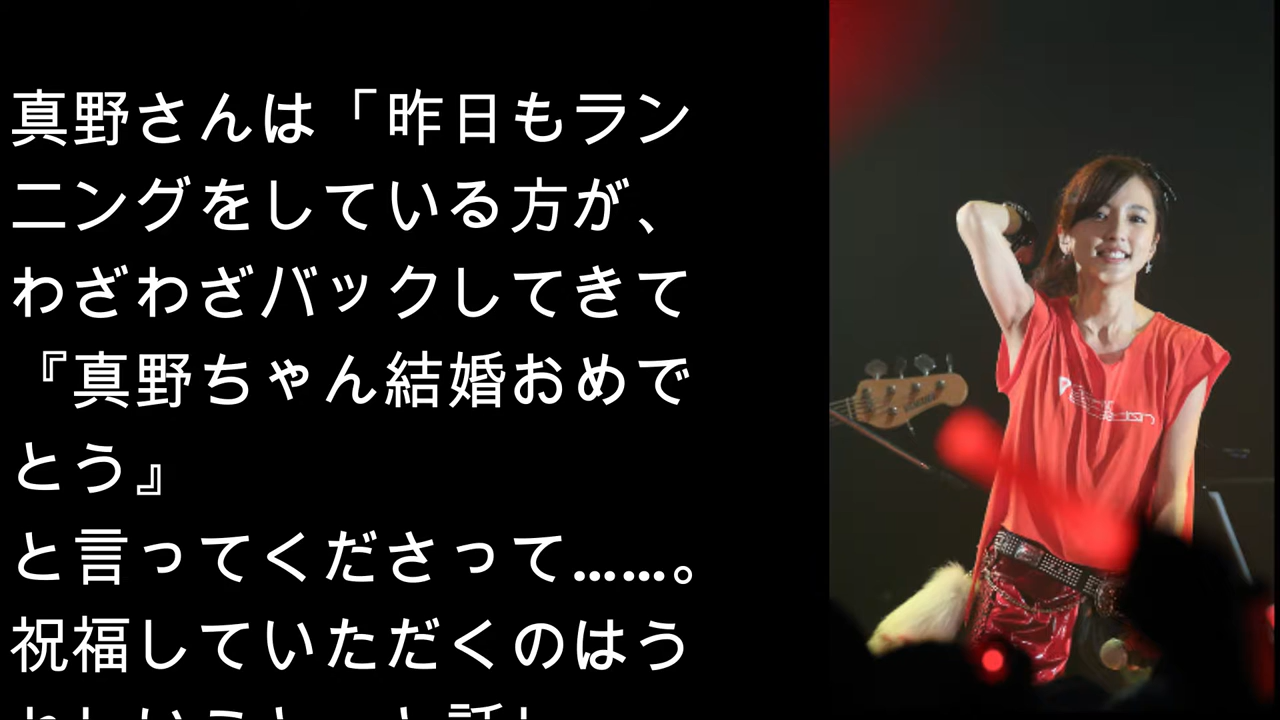 真野さんは「昨日もラン
ニングをしている方が、
わざわざバックしてきて
『真野ちゃん結婚おめで
とう』
と言ってくださって……。
祝福していただくのはう